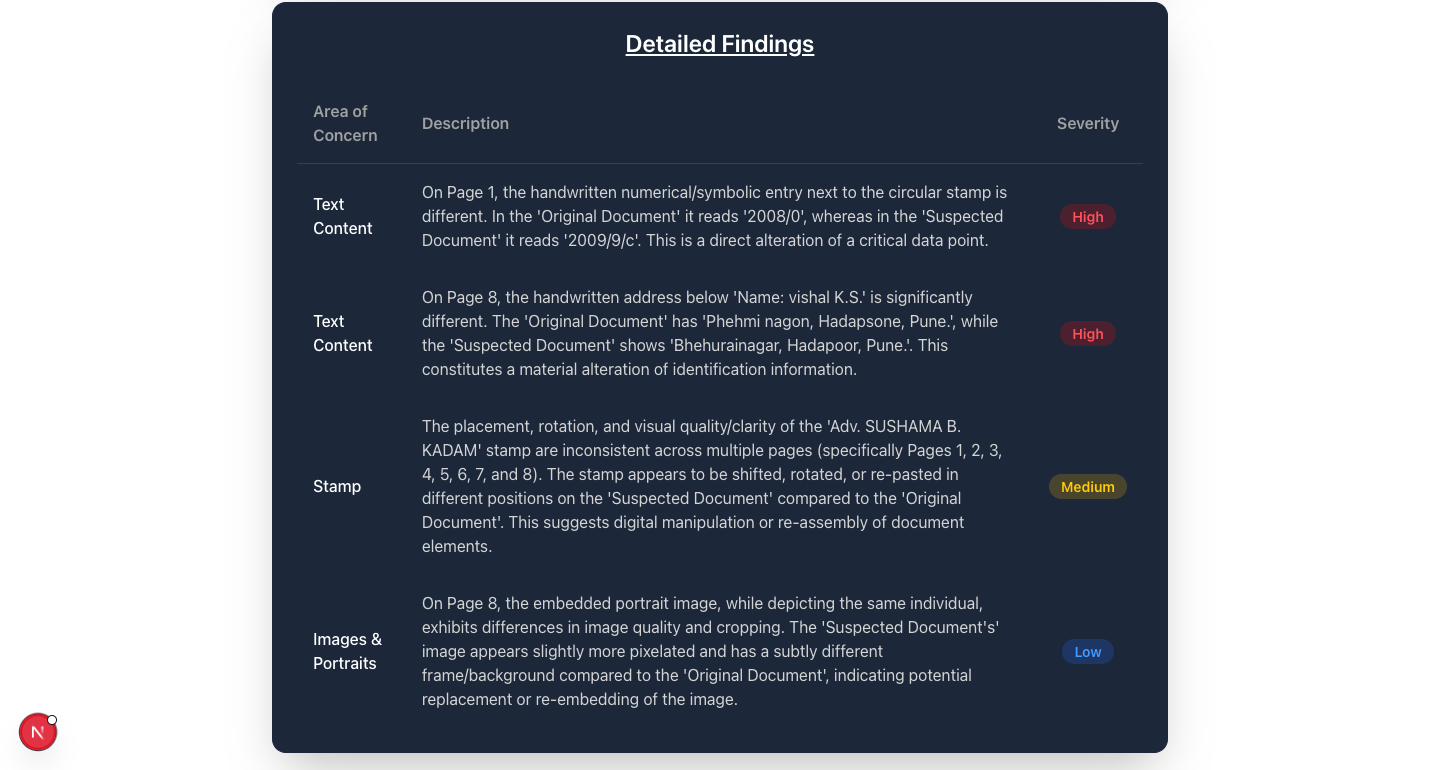 Detailed Findings
Area of
Concern
Description
Severity
Text
Content
On Page 1, the handwritten numerical/symbolic entry next to the circular stamp is
different. In the 'Original Document' it reads '2008/0', whereas in the 'Suspected
Document' it reads '2009/9/c'. This is a direct alteration of a critical data point.
High
Text
Content
On Page 8, the handwritten address below 'Name: vishal K.S.' is significantly
different. The 'Original Document' has 'Phehmi nagon, Hadapsone, Pune.', while
the 'Suspected Document' shows 'Bhehurainagar, Hadapoor, Pune.'. This
constitutes a material alteration of identification information.
High
Stamp
The placement, rotation, and visual quality/clarity of the 'Adv. SUSHAMA B.
KADAM' stamp are inconsistent across multiple pages (specifically Pages 1, 2, 3,
4, 5, 6, 7, and 8). The stamp appears to be shifted, rotated, or re-pasted in
different positions on the 'Suspected Document' compared to the 'Original
Document'. This suggests digital manipulation or re-assembly of document
elements.
Medium
Images &
Portraits
On Page 8, the embedded portrait image, while depicting the same individual,
exhibits differences in image quality and cropping. The 'Suspected Document's'
image appears slightly more pixelated and has a subtly different
frame/background compared to the 'Original Document', indicating potential
replacement or re-embedding of the image.
Low
N